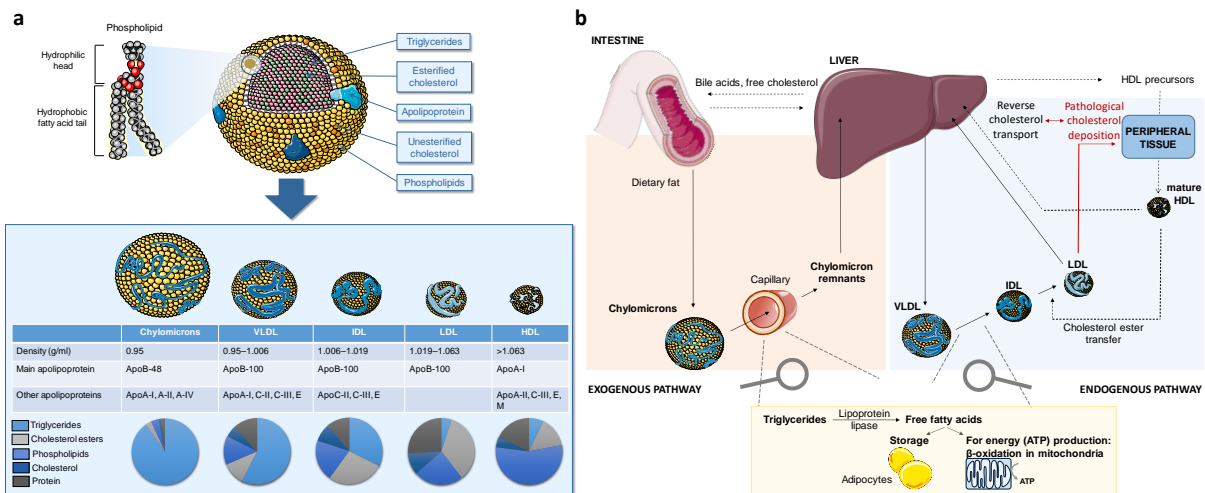 a
Phospholipid
Hydrophilic
head
Hydrophobic
fatty acid tail
Triglycerides
Esterified
cholesterol
Apolipoprotein
Unesterified
cholesterol
Phospholipids
Chylomicrons VLDL IDL LDL HDL
Density (g/ml) 0.95 0.95–1.006 1.006–1.019 1.019–1.063 >1.063
Main apolipoprotein ApoB-48 ApoB-100 ApoB-100 ApoB-100 ApoA-I
Other apolipoproteins ApoA-I, A-II, A-IV ApoA-I, C-II, C-III, E ApoC-II, C-III, E ApoA-II, C-III, E,
M
Triglycerides
Cholesterol esters
Phospholipids
Cholesterol
Protein
b
INTESTINE
LIVER
Bile acids, free cholesterol
HDL precursors
Reverse
cholesterol
transport
Pathological
cholesterol
deposition
PERIPHERAL
TISSUE
mature
HDL
Dietary fat
Capillary
Chylomicron
remnants
Chylomicrons
VLDL
IDL
LDL
Cholesterol ester
transfer
EXOGENOUS PATHWAY
ENDOGENOUS PATHWAY
Triglycerides
Lipoprotein
lipase
Free fatty acids
Storage
Adipocytes
For energy (ATP) production:
β-oxidation in mitochondria
ATP